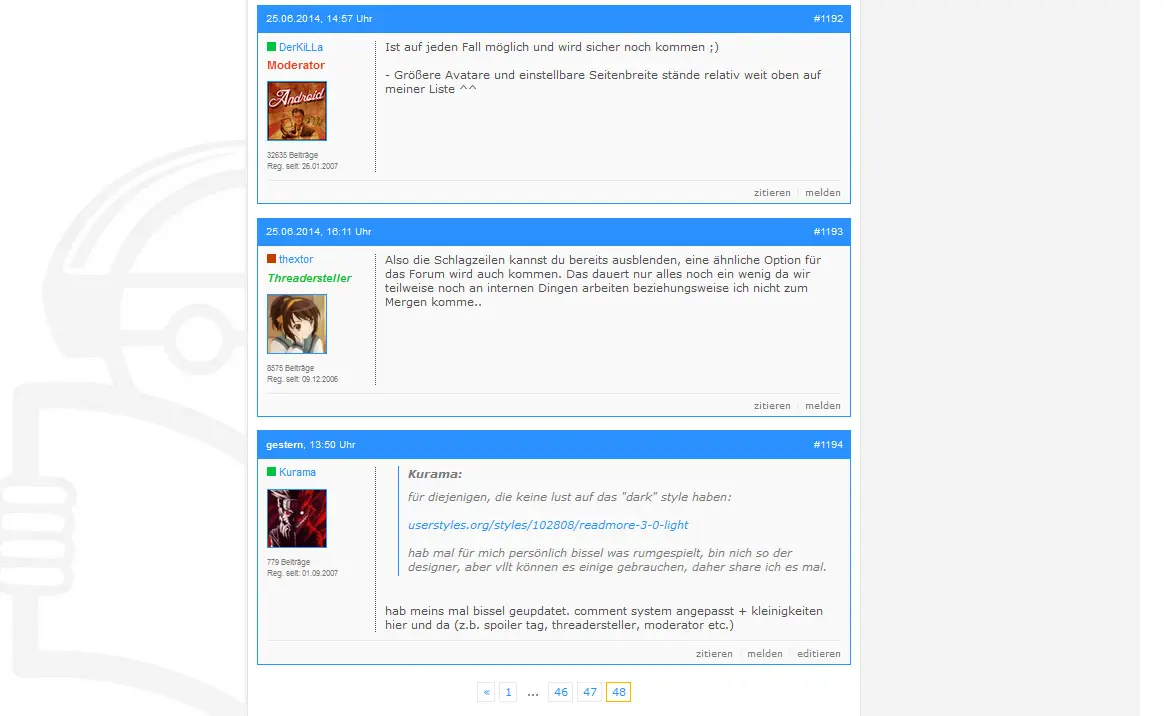 25.06.2014, 14:57 Uhr #1192
DerKiLLa
Moderator
Android
32635 Beiträge
Reg. seit: 26.01.2007
Ist auf jeden Fall möglich und wird sicher noch kommen ;)
- Größere Avatare und einstellbare Seitenbreite stände relativ weit oben auf
meiner Liste ^^
zitieren melden
25.06.2014, 16:11 Uhr #1193
thextor
Threadersteller
8575 Beiträge
Reg. seit: 09.12.2006
Also die Schlagzeilen kannst du bereits ausblenden, eine ähnliche Option für
das Forum wird auch kommen. Das dauert nur alles noch ein wenig da wir
teilweise noch an internen Dingen arbeiten beziehungsweise ich nicht zum
Mergen komme..
zitieren melden
gestern, 13:50 Uhr #1194
Kurama
779 Beiträge
Reg. seit: 01.09.2007
Kurama:
für diejenigen, die keine lust auf das "dark" style haben:
userstyles.org/styles/102808/readmore-3-0-light
hab mal für mich persönlich bissel was rumgespielt, bin nich so der
designer, aber vllt können es einige gebrauchen, daher share ich es mal.
hab meins mal bissel geupdatet. comment system angepasst + kleinigkeiten
hier und da (z.b. spoiler tag, threadersteller, moderator etc.)
zitieren melden editieren
« 1 ... 46 47 48